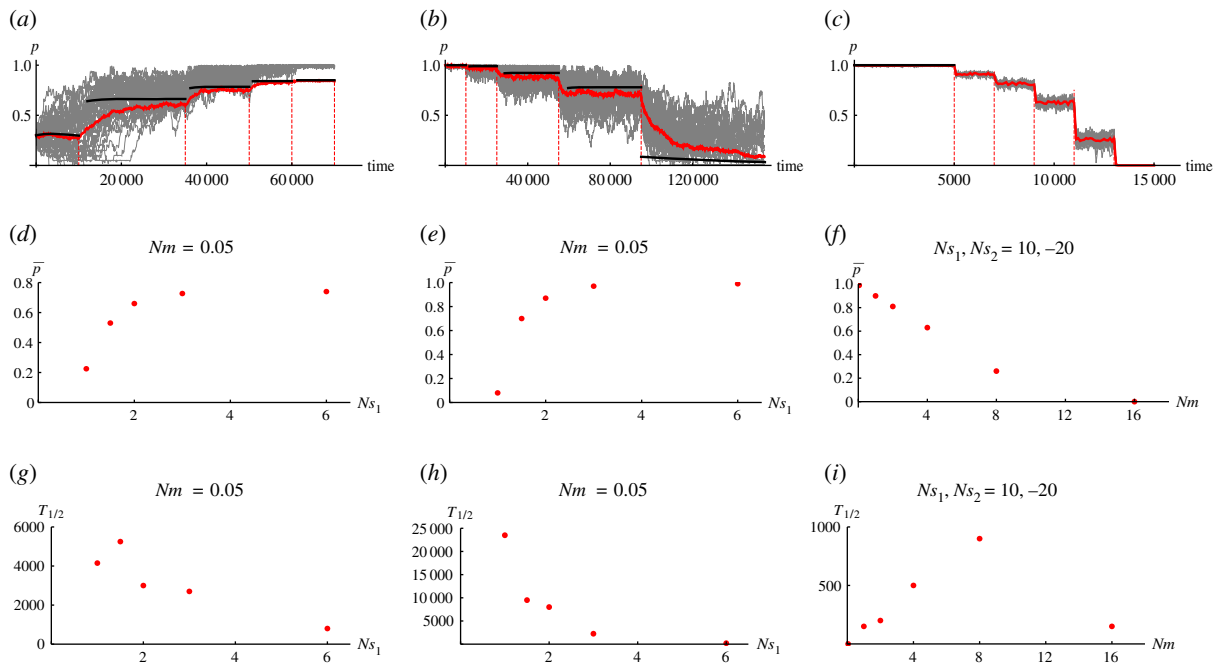 (a)
p
1.0
0.5
20 000
40 000
60 000
time
(b)
p
1.0
0.5
40 000
80 000
120 000
time
(c)
p
1.0
0.5
5000
10 000
15 000
time
(d)
Nm = 0.05
p̅
0.8
0.6
0.4
0.2
0
2
4
6
Ns₁
(e)
Nm = 0.05
p̅
1.0
0.8
0.6
0.4
0.2
0
2
4
6
Ns₁
(f)
Ns₁, Ns₂ = 10, –20
p̅
1.0
0.8
0.6
0.4
0.2
0
4
8
12
16
Nm
(g)
Nm = 0.05
T₁/₂
6000
4000
2000
0
2
4
6
Ns₁
(h)
Nm = 0.05
T₁/₂
25 000
20 000
15 000
10 000
5000
0
2
4
6
Ns₁
(i)
Ns₁, Ns₂ = 10, –20
T₁/₂
1000
500
0
4
8
12
16
Nm